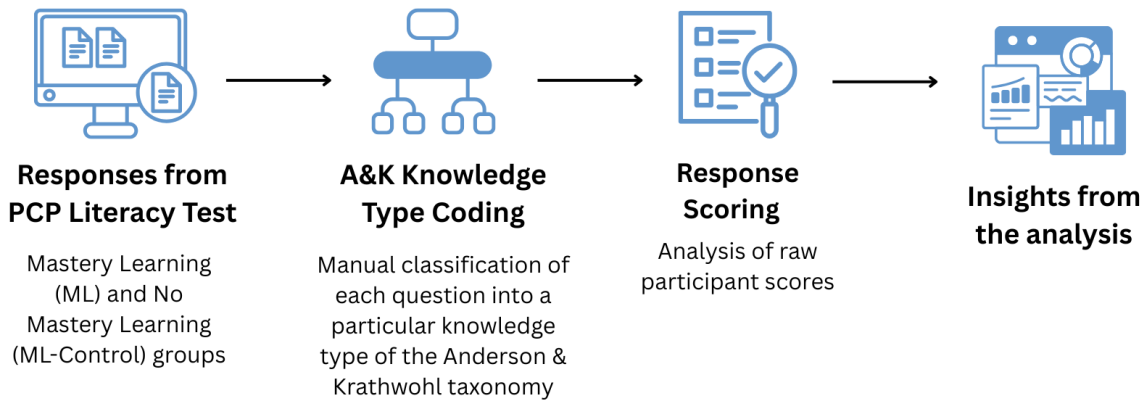 Responses from
PCP Literacy Test
Mastery Learning
(ML) and No
Mastery Learning
(ML-Control) groups
A&K Knowledge
Type Coding
Manual classification of
each question into a
particular knowledge
type of the Anderson &
Krathwohl taxonomy
Response
Scoring
Analysis of raw
participant scores
Insights from
the analysis